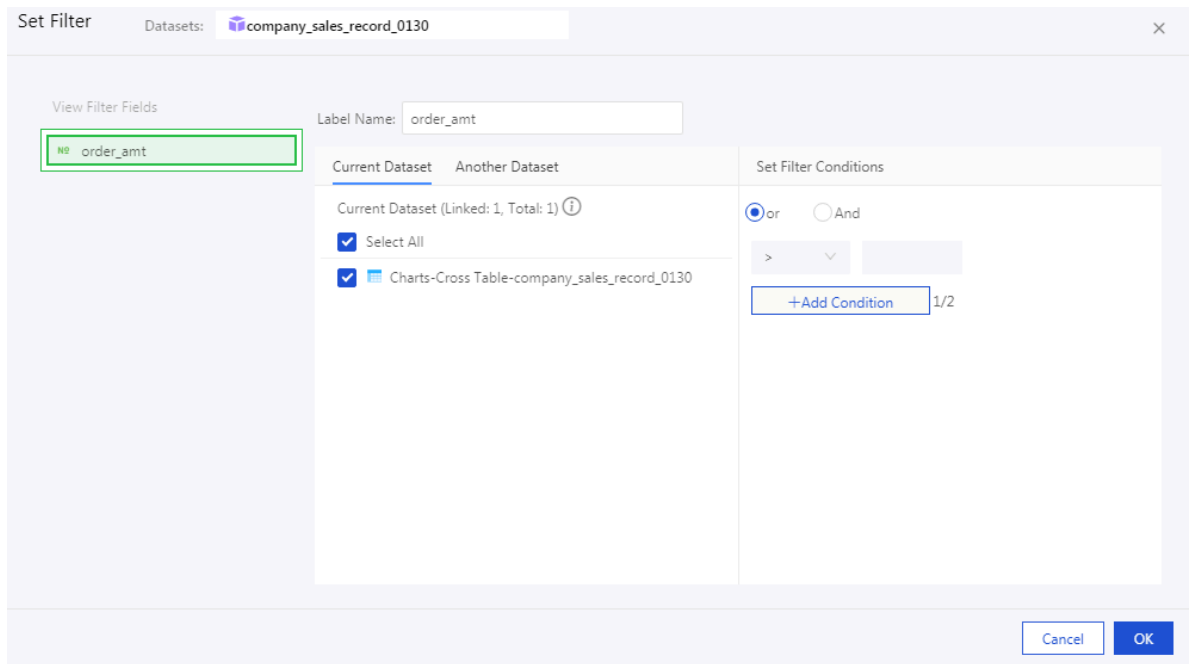 Set Filter
Datasets: company_sales_record_0130
View Filter Fields
Nº order_amt
Label Name: order_amt
Current Dataset Another Dataset
Current Dataset (Linked: 1, Total: 1)
Select All
Charts-Cross Table-company_sales_record_0130
Set Filter Conditions
or And
>
+Add Condition 1/2
Cancel OK